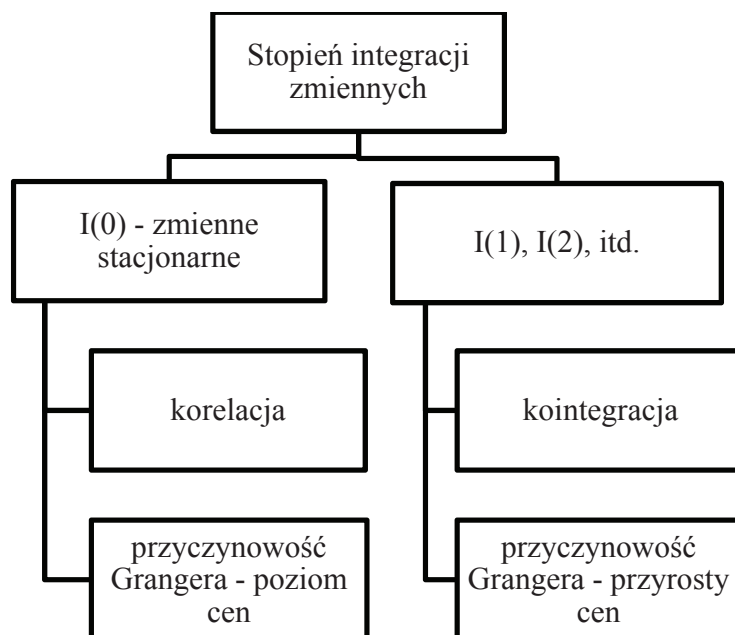 Stopień integracji
zmiennych
I(0) - zmienne
stacjonarne
I(1), I(2), itd.
korelacja
kointegracja
przyczynowość
Grangera - poziom
cen
przyczynowość
Grangera - przyrosty
cen